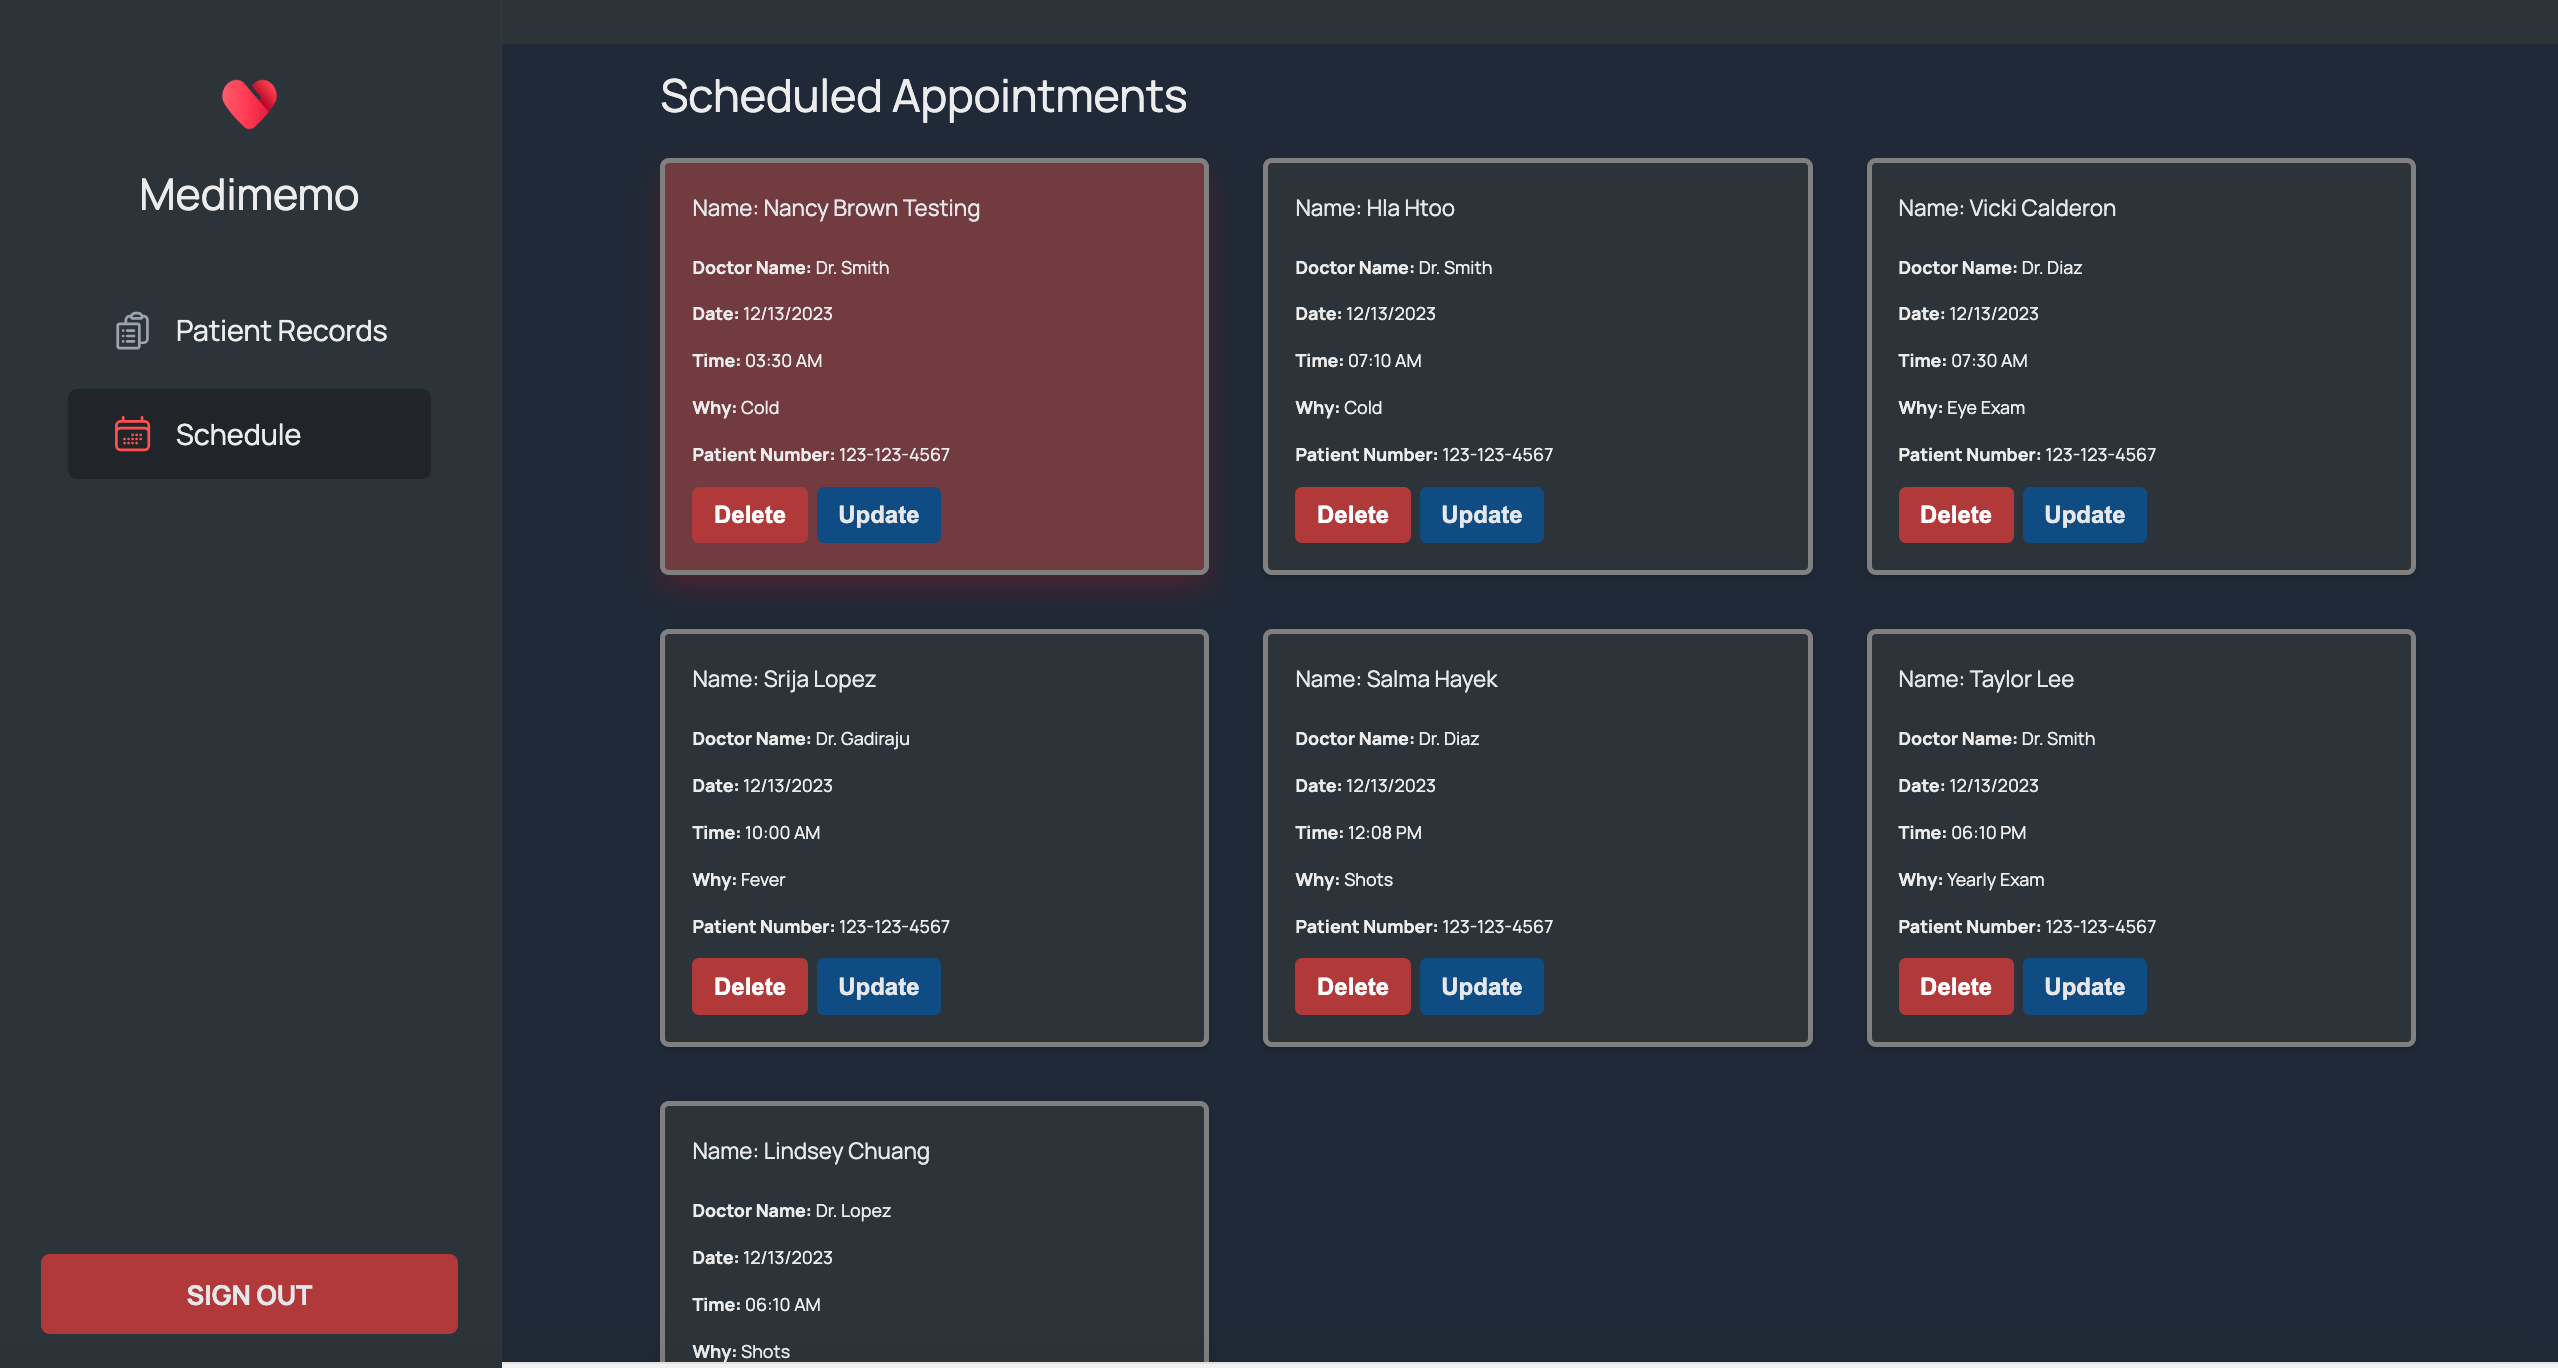 Medimemo
Patient Records
Schedule
SIGN OUT
Scheduled Appointments
Name: Nancy Brown Testing
Doctor Name: Dr. Smith
Date: 12/13/2023
Time: 03:30 AM
Why: Cold
Patient Number: 123-123-4567
Delete
Update
Name: Hla Htoo
Doctor Name: Dr. Smith
Date: 12/13/2023
Time: 07:10 AM
Why: Cold
Patient Number: 123-123-4567
Delete
Update
Name: Vicki Calderon
Doctor Name: Dr. Diaz
Date: 12/13/2023
Time: 07:30 AM
Why: Eye Exam
Patient Number: 123-123-4567
Delete
Update
Name: Srija Lopez
Doctor Name: Dr. Gadiraju
Date: 12/13/2023
Time: 10:00 AM
Why: Fever
Patient Number: 123-123-4567
Delete
Update
Name: Salma Hayek
Doctor Name: Dr. Diaz
Date: 12/13/2023
Time: 12:08 PM
Why: Shots
Patient Number: 123-123-4567
Delete
Update
Name: Taylor Lee
Doctor Name: Dr. Smith
Date: 12/13/2023
Time: 06:10 PM
Why: Yearly Exam
Patient Number: 123-123-4567
Delete
Update
Name: Lindsey Chuang
Doctor Name: Dr. Lopez
Date: 12/13/2023
Time: 06:10 AM
Why: Shots